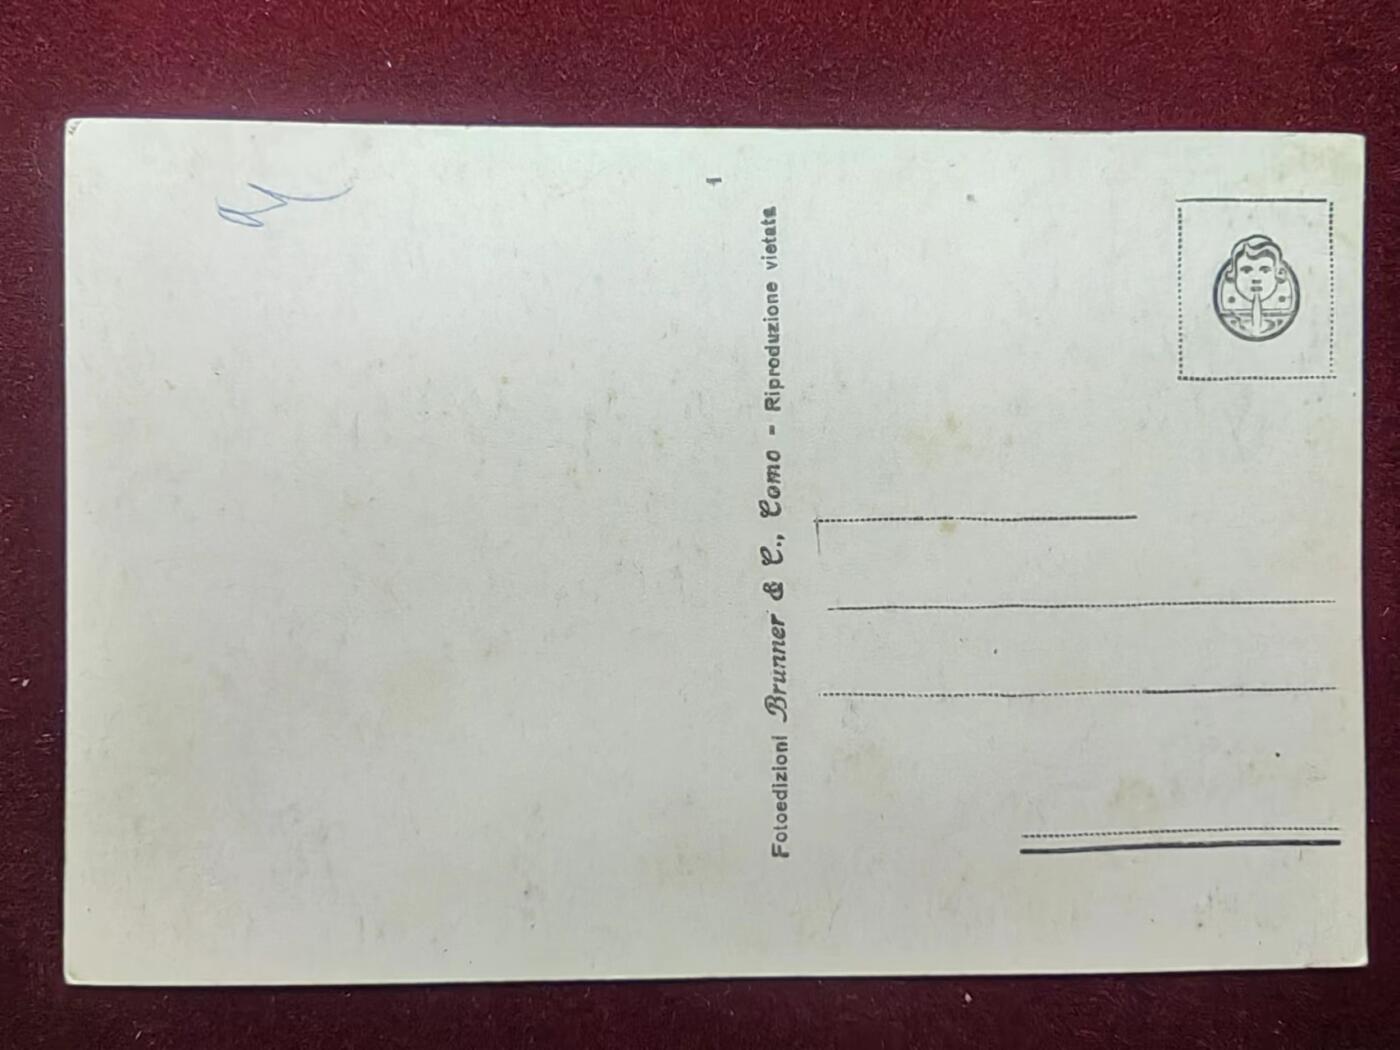 1
Fotoedizioni Brunner & C., Como - Riproduzione vietata